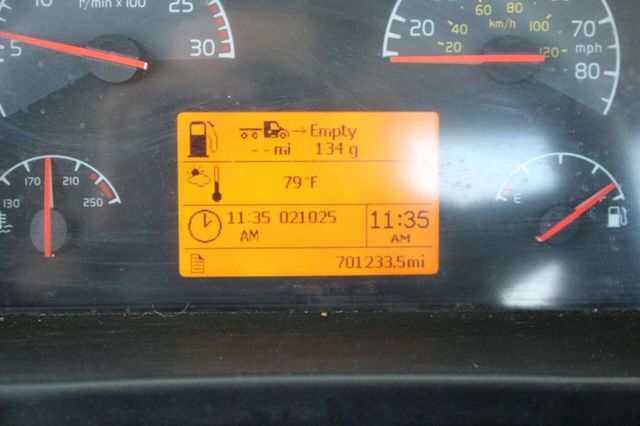 r/min x 100
5
10
25
30
20
20
40
60
80
km/h
100
120
70
mph
80
→ Empty
--mi 134 g
79°F
11:35 021025
AM
11:35
AM
701233.5mi
130
170
210
250
E